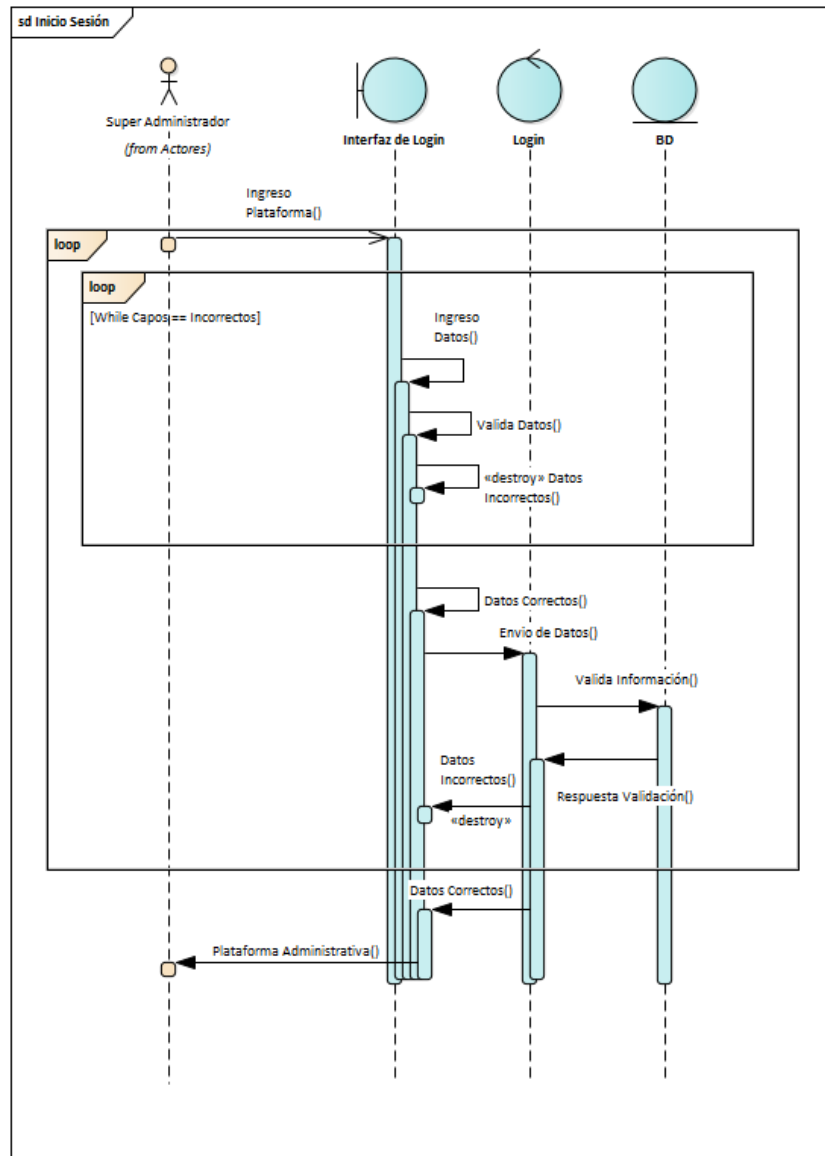 sd Inicio Sesión
Super Administrador
(from Actores)
Interfaz de Login
Login
BD
Ingreso
Plataforma()
loop
loop
[While Capos == Incorrectos]
Ingreso
Datos()
Valida Datos()
«destroy» Datos
Incorrectos()
Datos Correctos()
Envio de Datos()
Valida Información()
Datos
Incorrectos()
Respuesta Validación()
«destroy»
Datos Correctos()
Plataforma Administrativa()